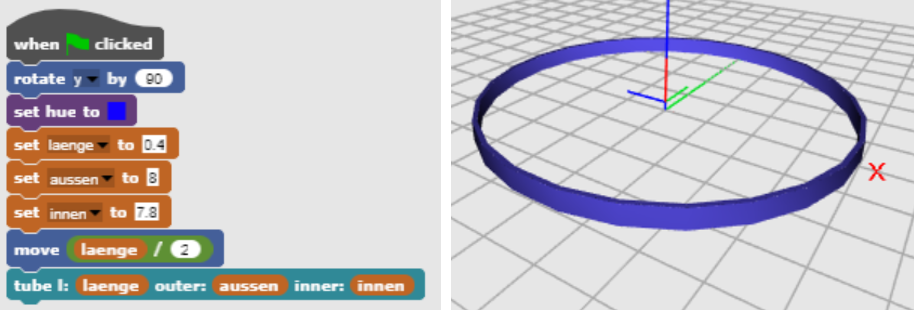 when clicked
rotate y by 90
set hue to
set laenge to 0.4
set aussen to 8
set innen to 7.8
move laenge / 2
tube l: laenge outer: aussen inner: innen
X